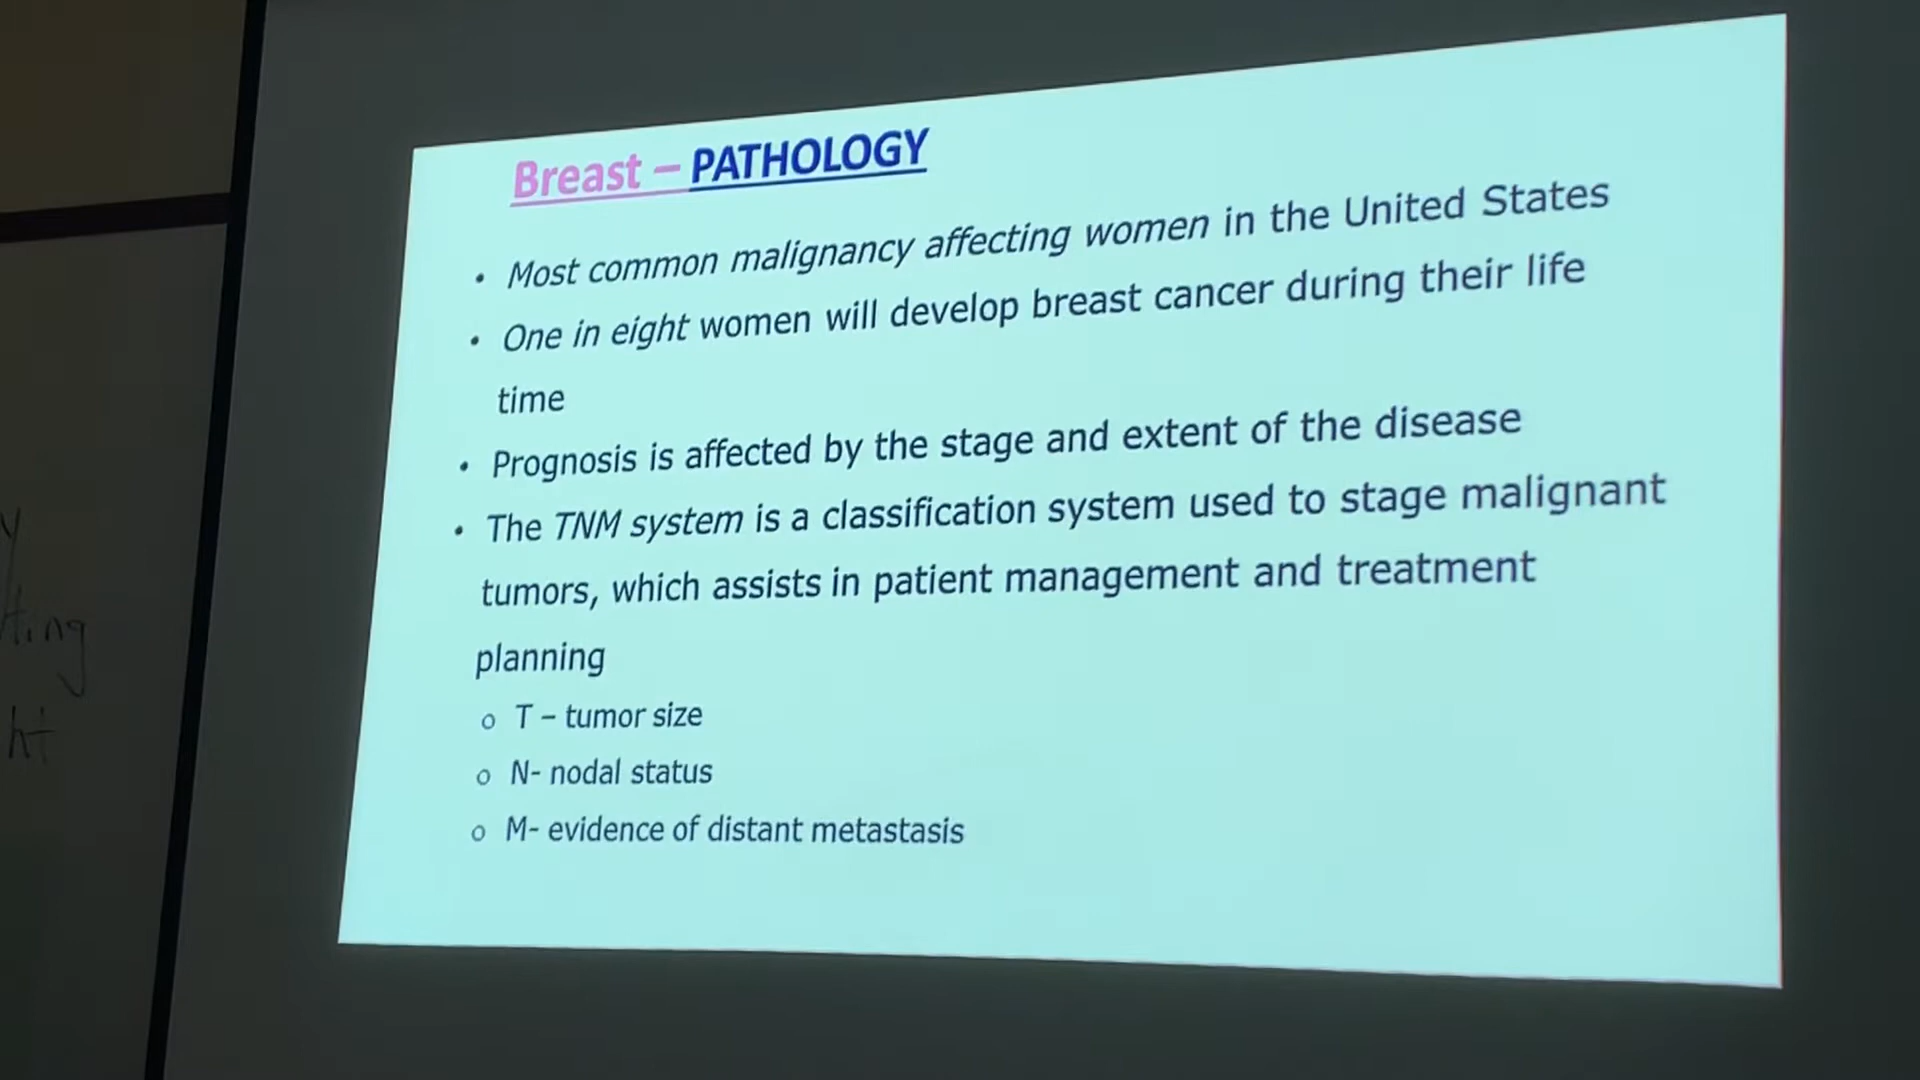 Breast – PATHOLOGY
• Most common malignancy affecting women in the United States
• One in eight women will develop breast cancer during their life
time
• Prognosis is affected by the stage and extent of the disease
• The TNM system is a classification system used to stage malignant
tumors, which assists in patient management and treatment
planning
o T – tumor size
o N- nodal status
o M- evidence of distant metastasis